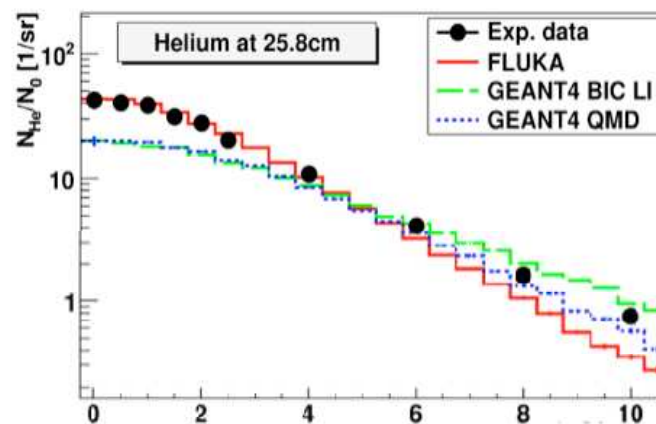 N_He/N_0 [1/sr]
10^2
10
1
Helium at 25.8cm
Exp. data
FLUKA
GEANT4 BIC LI
GEANT4 QMD
0 2 4 6 8 10